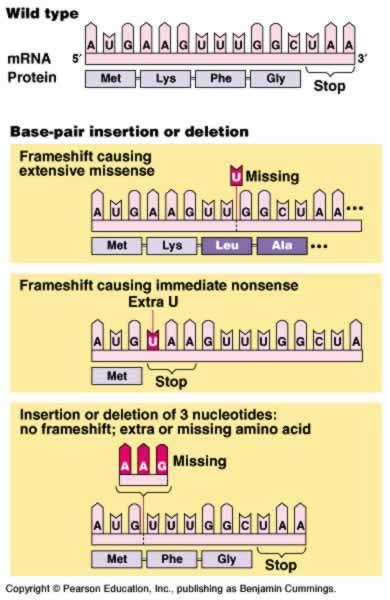 Wild type
A U G A A G U U U G G C U A A
mRNA 5′ 3′
Protein Met Lys Phe Gly
Stop
Base-pair insertion or deletion
Frameshift causing
extensive missense
U Missing
A U G A A G U U G G C U A A •••
Met Lys Leu Ala •••
Frameshift causing immediate nonsense
Extra U
A U G U A A G U U U G G C U A
Met
Stop
Insertion or deletion of 3 nucleotides:
no frameshift; extra or missing amino acid
A A G Missing
A U G U U U G G C U A A
Met Phe Gly
Stop
Copyright © Pearson Education, Inc., publishing as Benjamin Cummings.